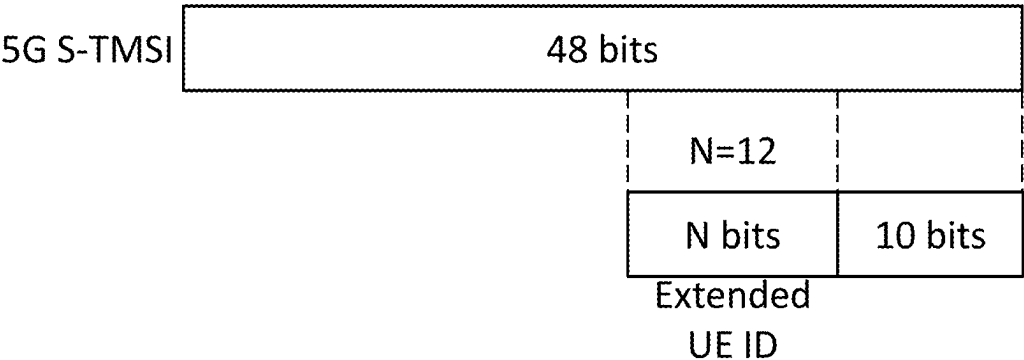 5G S-TMSI
48 bits
N=12
N bits
10 bits
Extended
UE ID